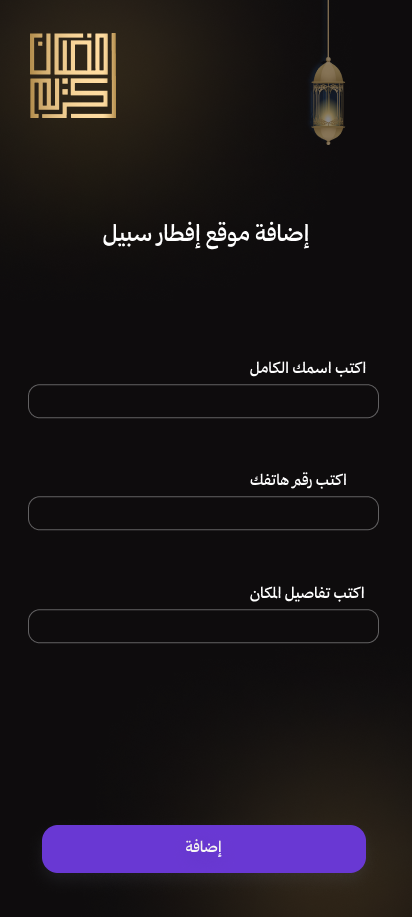 رمضان
كريم
إضافة موقع إفطار سبيل
اكتب اسمك الكامل
اكتب رقم هاتفك
اكتب تفاصيل المكان
إضافة